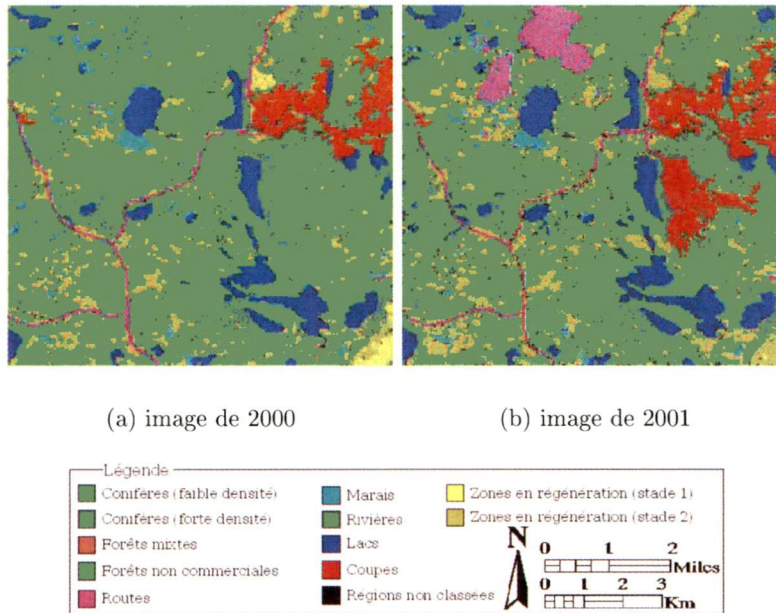 (a) image de 2000
(b) image de 2001
Légende
Conifères (faible densité)
Conifères (forte densité)
Forêts mixtes
Forêts non commerciales
Routes
Marais
Rivières
Lacs
Coupes
Régions non classées
Zones en régénération (stade 1)
Zones en régénération (stade 2)
N
0 1 2
Miles
0 1 2 3
Km